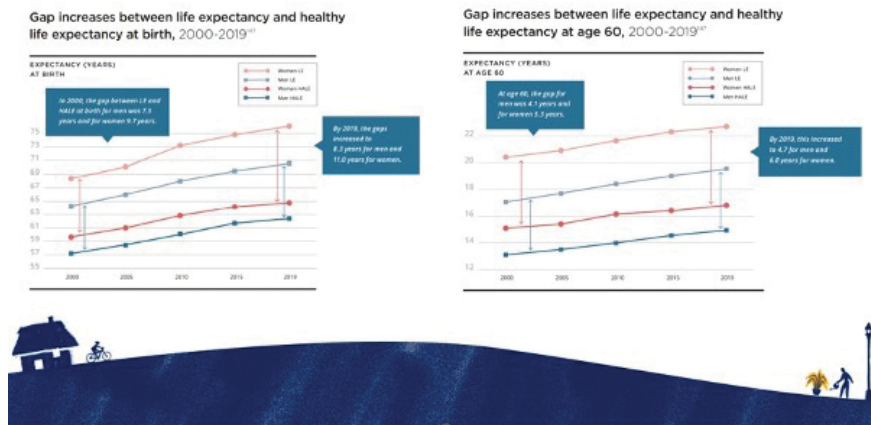 Gap increases between life expectancy and healthy
life expectancy at birth, 2000-2019
EXPECTANCY (YEARS)
AT BIRTH
Women LE
Men LE
Women HALE
Men HALE
In 2000, the gap between LE and
HALE at birth for men was 7.3
years and for women 9.7 years.
By 2019, the gaps
increased to
8.3 years for men and
11.0 years for women.
75
73
71
69
67
65
63
61
59
57
55
2000
2005
2010
2015
2019
Gap increases between life expectancy and healthy
life expectancy at age 60, 2000-2019
EXPECTANCY (YEARS)
AT AGE 60
Women LE
Men LE
Women HALE
Men HALE
At age 60, the gap for
men was 4.1 years and
for women 5.3 years.
By 2019, this increased
to 4.7 for men and
years for women.
22
20
18
16
14
12
2000
2005
2010
2015
2019